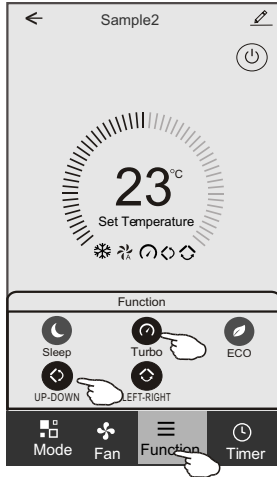 Sample2
23°C
Set Temperature
A
Function
Sleep Turbo ECO
UP-DOWN LEFT-RIGHT
Mode Fan Function Timer